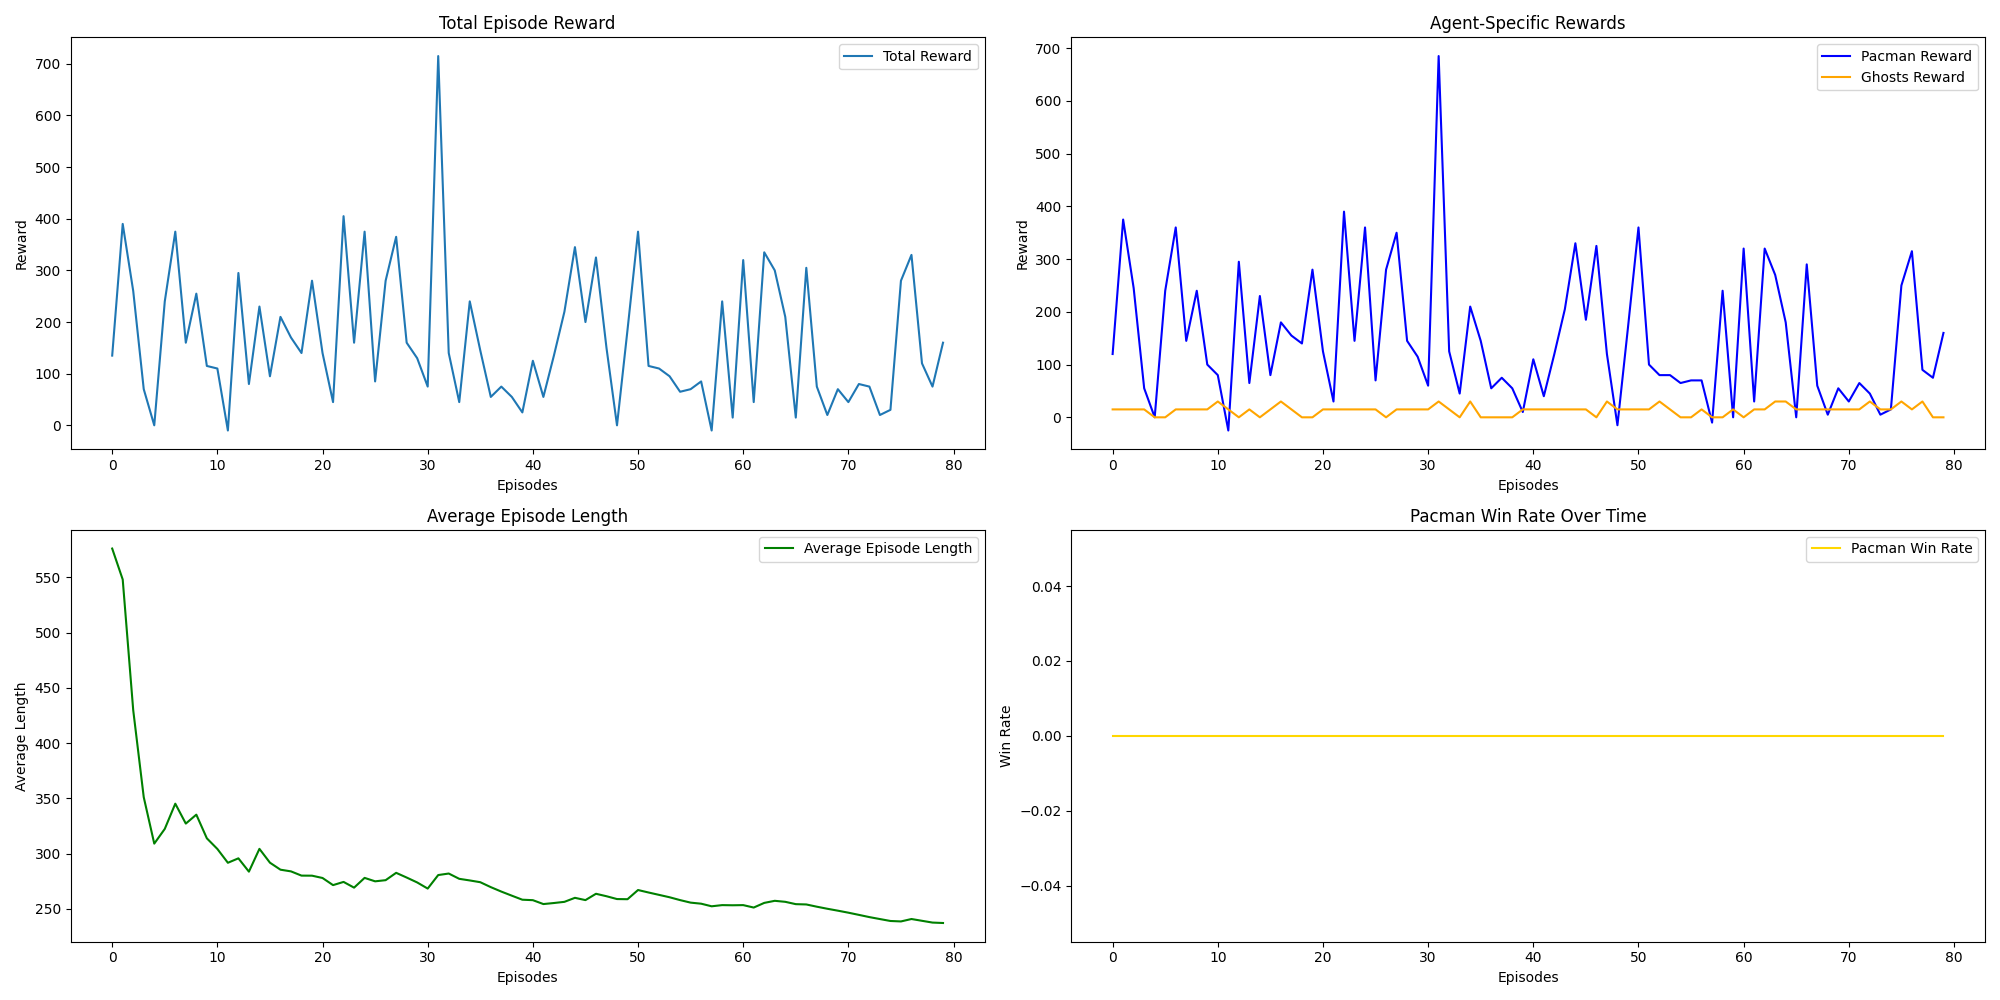 Total Episode Reward
Total Reward
Reward
700
600
500
400
300
200
100
0
0 10 20 30 40 50 60 70 80
Episodes
Agent-Specific Rewards
Pacman Reward
Ghosts Reward
Reward
700
600
500
400
300
200
100
0
0 10 20 30 40 50 60 70 80
Episodes
Average Episode Length
Average Episode Length
Average Length
550
500
450
400
350
300
250
0 10 20 30 40 50 60 70 80
Episodes
Pacman Win Rate Over Time
Pacman Win Rate
Win Rate
0.04
0.02
0.00
−0.02
−0.04
0 10 20 30 40 50 60 70 80
Episodes